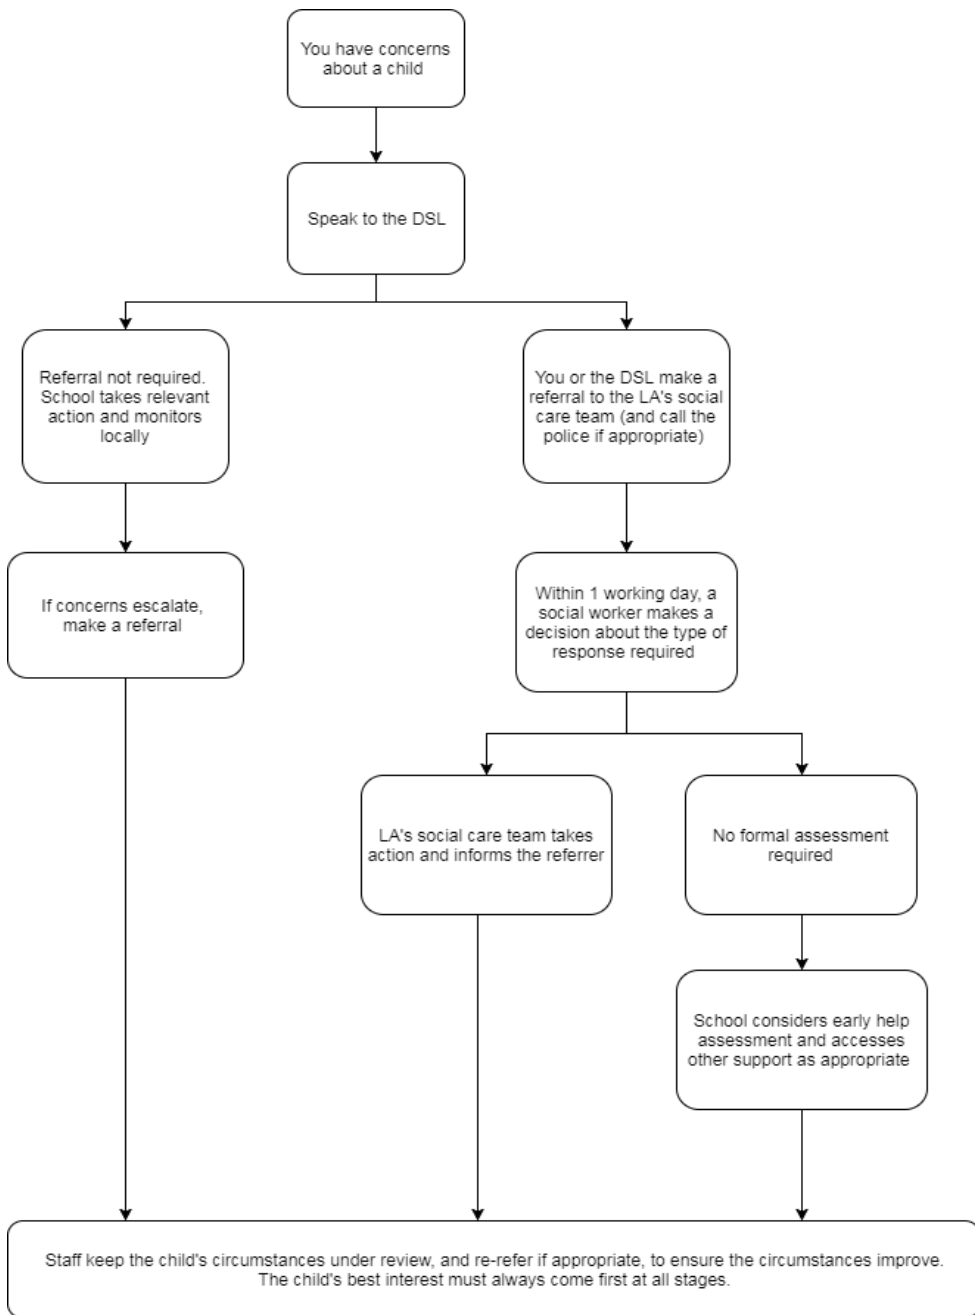 You have concerns
about a child
Speak to the DSL
Referral not required.
School takes relevant
action and monitors
locally
You or the DSL make a
referral to the LA's social
care team (and call the
police if appropriate)
If concerns escalate,
make a referral
Within 1 working day, a
social worker makes a
decision about the type of
response required
LA's social care team takes
action and informs the referrer
No formal assessment
required
School considers early help
assessment and accesses
other support as appropriate
Staff keep the child's circumstances under review, and re-refer if appropriate, to ensure the circumstances improve.
The child's best interest must always come first at all stages.